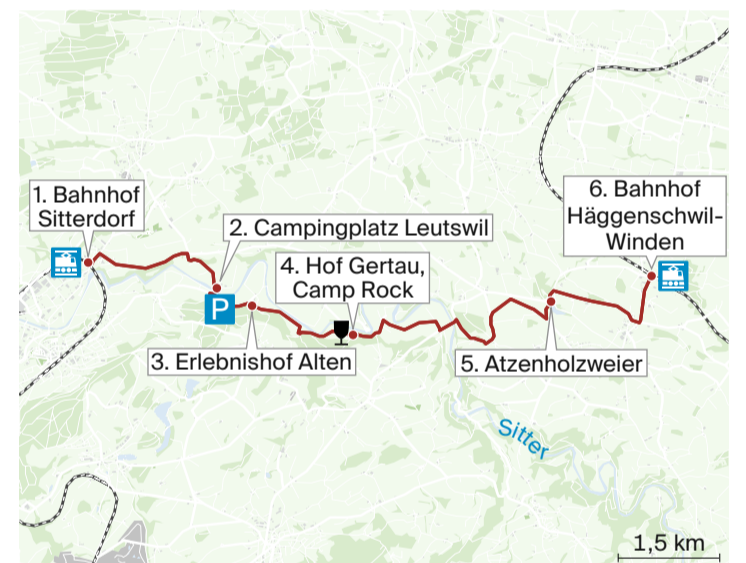 1. Bahnhof
Sitterdorf
2. Campingplatz Leutswil
P
3. Erlebnishof Alten
4. Hof Gertau,
Camp Rock
5. Atzenholzweier
6. Bahnhof
Häggenschwil-
Winden
Sitter
1,5 km